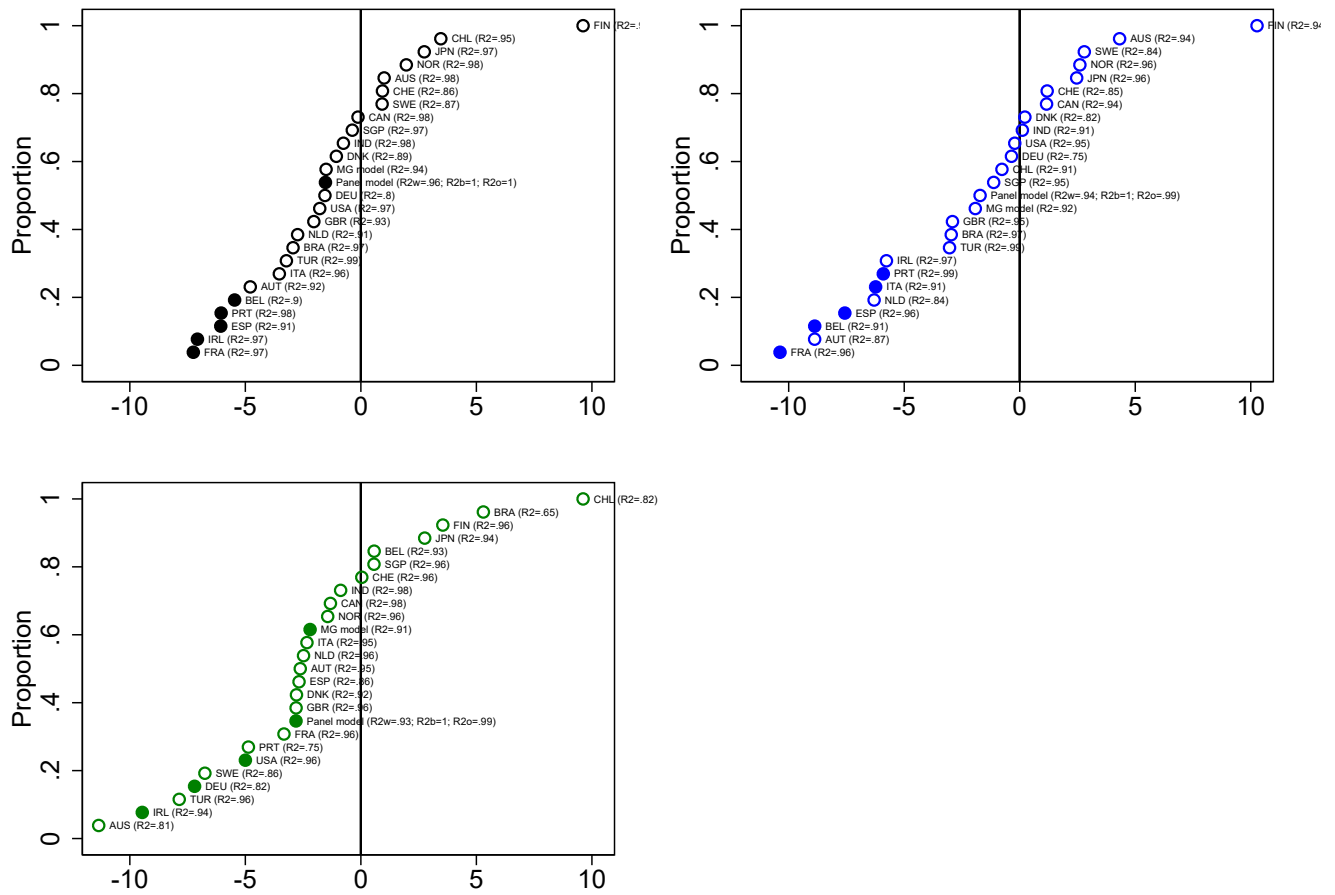 Proportion
1
.8
.6
.4
.2
0
FIN (R2=.
CHL (R2=.95)
JPN (R2=.97)
NOR (R2=.98)
AUS (R2=.98)
CHE (R2=.86)
SWE (R2=.87)
CAN (R2=.98)
SGP (R2=.97)
IND (R2=.98)
DNK (R2=.89)
MG model (R2=.94)
Panel model (R2w=.96; R2b=1; R2o=1)
DEU (R2=.8)
USA (R2=.97)
GBR (R2=.93)
NLD (R2=.91)
BRA (R2=.97)
TUR (R2=.99)
ITA (R2=.96)
AUT (R2=.92)
BEL (R2=.9)
PRT (R2=.98)
ESP (R2=.91)
IRL (R2=.97)
FRA (R2=.97)
-10 -5 0 5 10
Proportion
1
.8
.6
.4
.2
0
FIN (R2=.94
AUS (R2=.94)
SWE (R2=.84)
NOR (R2=.96)
JPN (R2=.96)
CHE (R2=.85)
CAN (R2=.94)
DNK (R2=.82)
IND (R2=.91)
USA (R2=.95)
DEU (R2=.75)
CHL (R2=.91)
SGP (R2=.95)
Panel model (R2w=.94; R2b=1; R2o=.99)
MG model (R2=.92)
GBR (R2=.95)
BRA (R2=.97)
TUR (R2=.99)
IRL (R2=.97)
PRT (R2=.99)
ITA (R2=.91)
NLD (R2=.84)
ESP (R2=.96)
BEL (R2=.91)
AUT (R2=.87)
FRA (R2=.96)
-10 -5 0 5 10
Proportion
1
.8
.6
.4
.2
0
CHL (R2=.82)
BRA (R2=.65)
FIN (R2=.96)
JPN (R2=.94)
BEL (R2=.93)
SGP (R2=.96)
CHE (R2=.96)
IND (R2=.98)
CAN (R2=.98)
NOR (R2=.96)
MG model (R2=.91)
ITA (R2=.95)
NLD (R2=.96)
AUT (R2=.95)
ESP (R2=.86)
DNK (R2=.92)
GBR (R2=.96)
Panel model (R2w=.93; R2b=1; R2o=.99)
FRA (R2=.96)
PRT (R2=.75)
USA (R2=.96)
SWE (R2=.86)
DEU (R2=.82)
TUR (R2=.96)
IRL (R2=.94)
AUS (R2=.81)
-10 -5 0 5 10